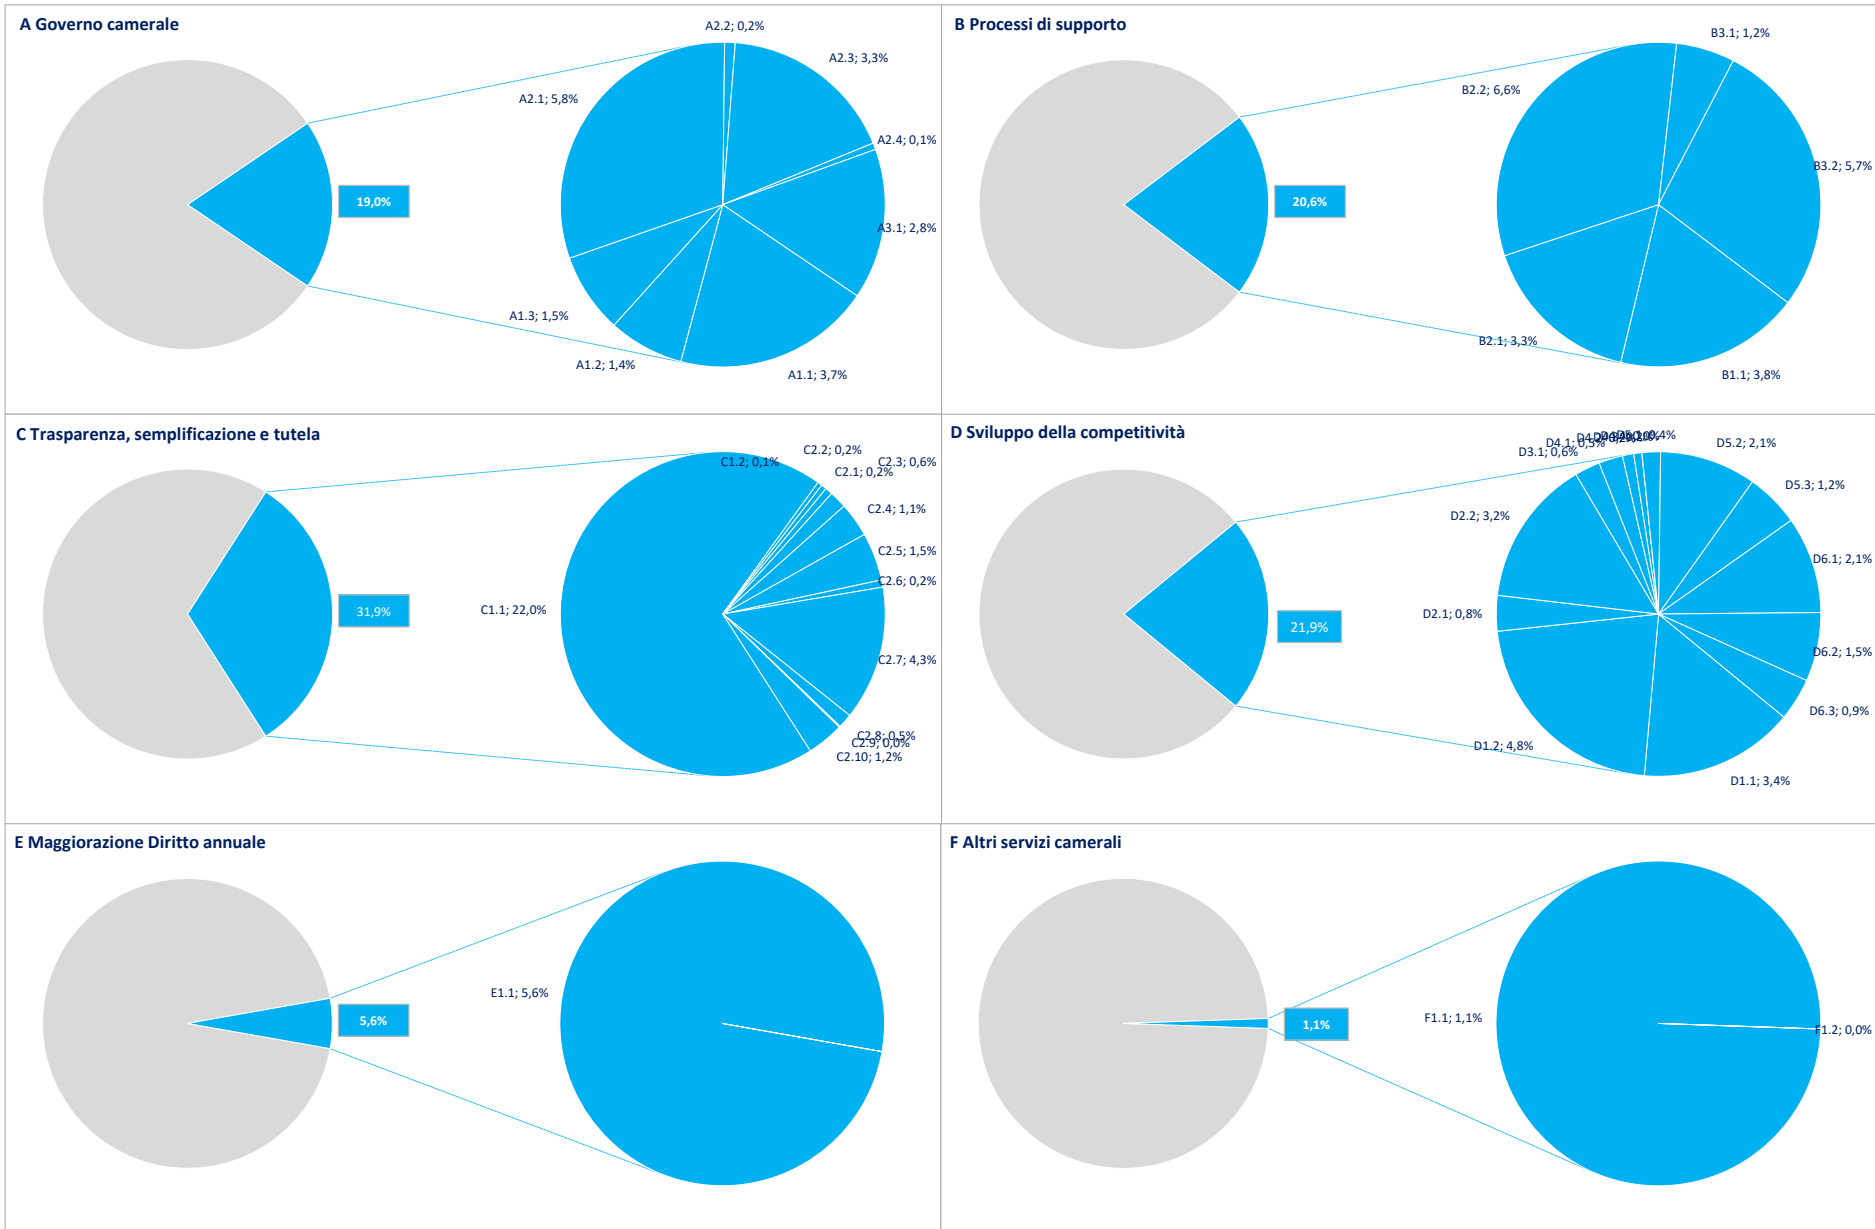 A Governo camerale
A2.2; 0,2%
A2.3; 3,3%
A2.1; 5,8%
A2.4; 0,1%
19,0%
A3.1; 2,8%
A1.3; 1,5%
A1.2; 1,4%
A1.1; 3,7%
B Processi di supporto
B3.1; 1,2%
B2.2; 6,6%
B3.2; 5,7%
20,6%
B2.1; 3,3%
B1.1; 3,8%
C Trasparenza, semplificazione e tutela
C2.2; 0,2%
C1.2; 0,1%
C2.3; 0,6%
C2.1; 0,2%
C2.4; 1,1%
C2.5; 1,5%
C2.6; 0,2%
C1.1; 22,0%
31,9%
C2.7; 4,3%
C2.8; 0,5%
C2.9; 0,0%
C2.10; 1,2%
D Sviluppo della competitività
D5.2; 2,1%
D4.1; 0,5%
D3.1; 0,6%
D5.3; 1,2%
D2.2; 3,2%
D6.1; 2,1%
D2.1; 0,8%
21,9%
D6.2; 1,5%
D6.3; 0,9%
D1.2; 4,8%
D1.1; 3,4%
E Maggiorazione Diritto annuale
E1.1; 5,6%
5,6%
F Altri servizi camerali
F1.1; 1,1%
1,1%
F1.2; 0,0%